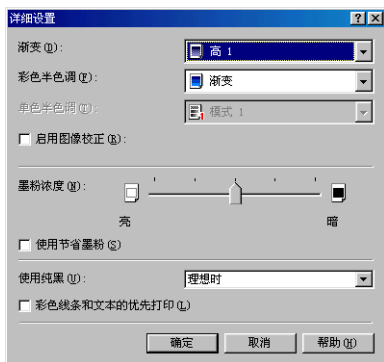 详细设置
渐变(D): 高 1
彩色半色调(F): 渐变
单色半色调(T): 模式 1
启用图像校正(R):
墨粉浓度(N):
亮 暗
使用节省墨粉(S)
使用纯黑(U): 理想时
彩色线条和文本的优先打印(L)
确定 取消 帮助(H)